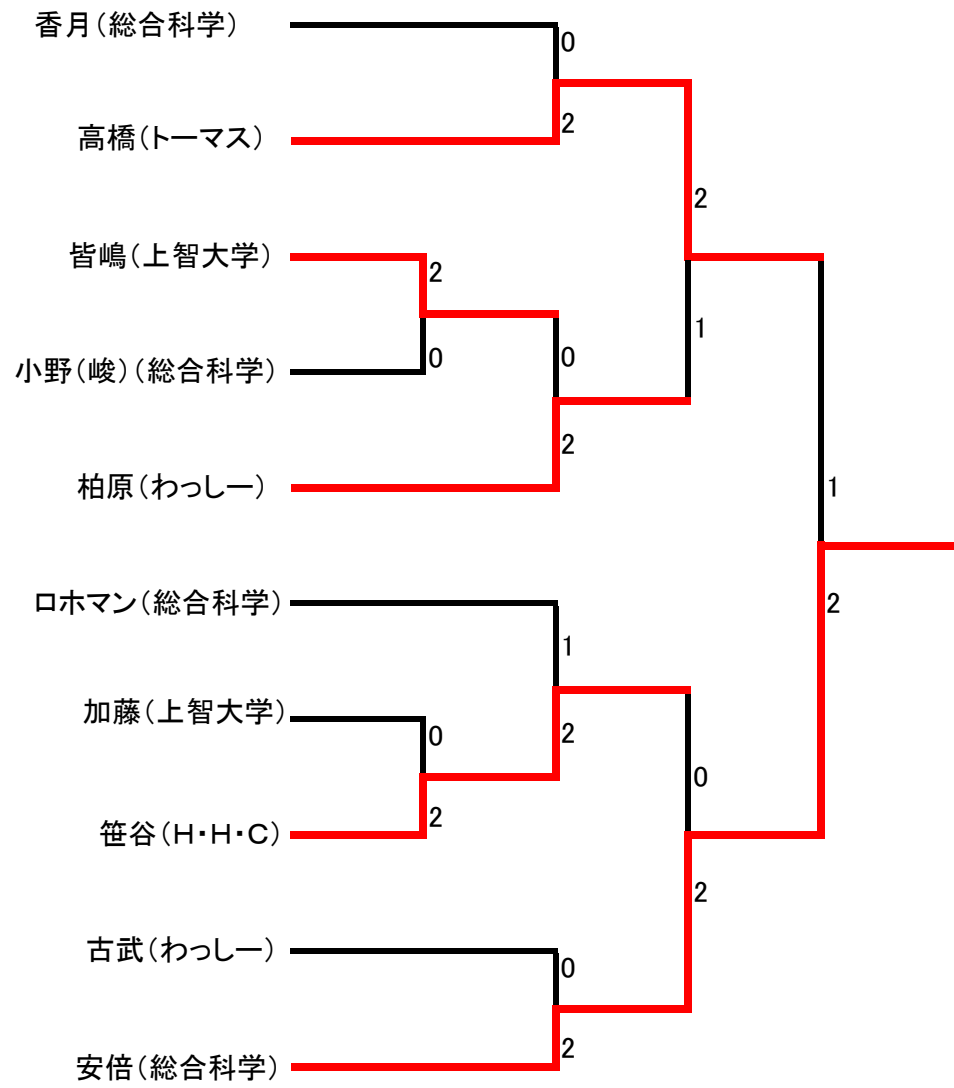 香月(総合科学)
0
2
高橋(トーマス)
2
皆嶋(上智大学)
2
1
小野(峻)(総合科学)
0
0
2
柏原(わっしー)
1
ロホマン(総合科学)
2
1
加藤(上智大学)
0
2
0
笹谷(H・H・C)
2
2
古武(わっしー)
0
安倍(総合科学)
2